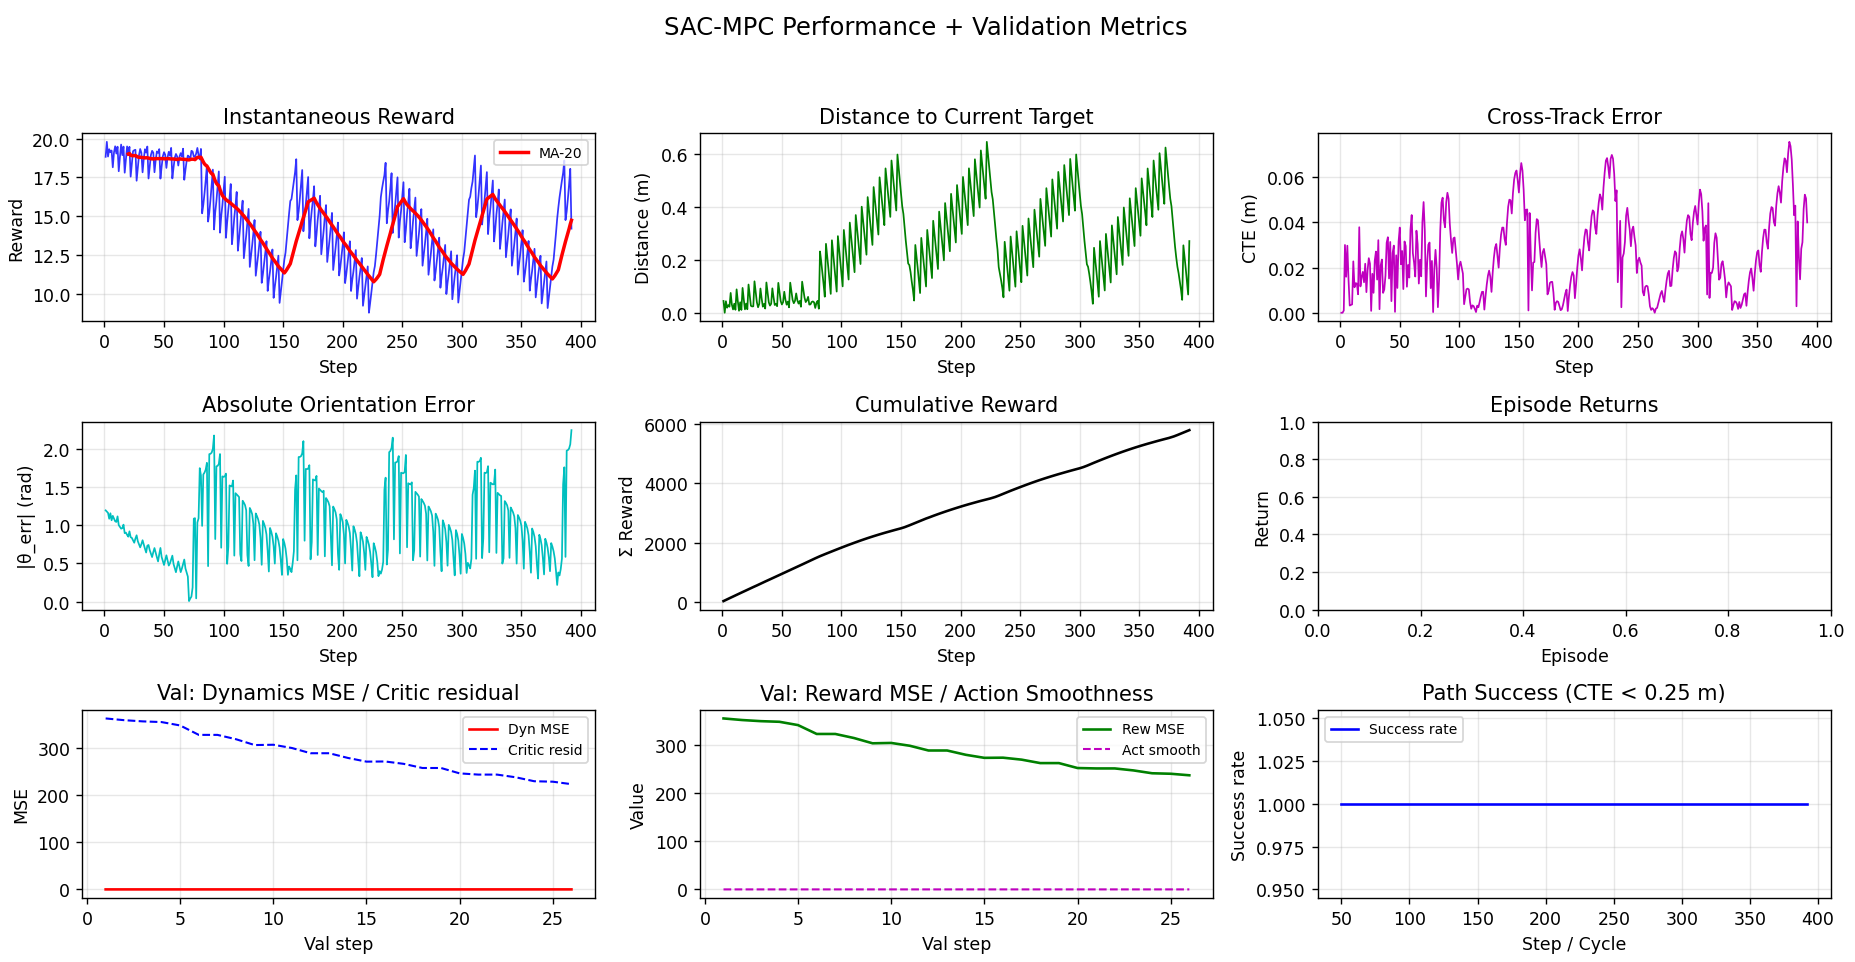 SAC-MPC Performance + Validation Metrics
Instantaneous Reward
Reward
20.0
17.5
15.0
12.5
10.0
MA-20
0 50 100 150 200 250 300 350 400
Step
Distance to Current Target
Distance (m)
0.6
0.4
0.2
0.0
0 50 100 150 200 250 300 350 400
Step
Cross-Track Error
CTE (m)
0.06
0.04
0.02
0.00
0 50 100 150 200 250 300 350 400
Step
Absolute Orientation Error
|θ_err| (rad)
2.0
1.5
1.0
0.5
0.0
0 50 100 150 200 250 300 350 400
Step
Cumulative Reward
Σ Reward
6000
4000
2000
0
0 50 100 150 200 250 300 350 400
Step
Episode Returns
Return
1.0
0.8
0.6
0.4
0.2
0.0
0.0 0.2 0.4 0.6 0.8 1.0
Episode
Val: Dynamics MSE / Critic residual
MSE
300
200
100
0
Dyn MSE
Critic resid
0 5 10 15 20 25
Val step
Val: Reward MSE / Action Smoothness
Value
300
200
100
0
Rew MSE
Act smooth
0 5 10 15 20 25
Val step
Path Success (CTE < 0.25 m)
Success rate
1.050
1.025
1.000
0.975
0.950
Success rate
50 100 150 200 250 300 350 400
Step / Cycle